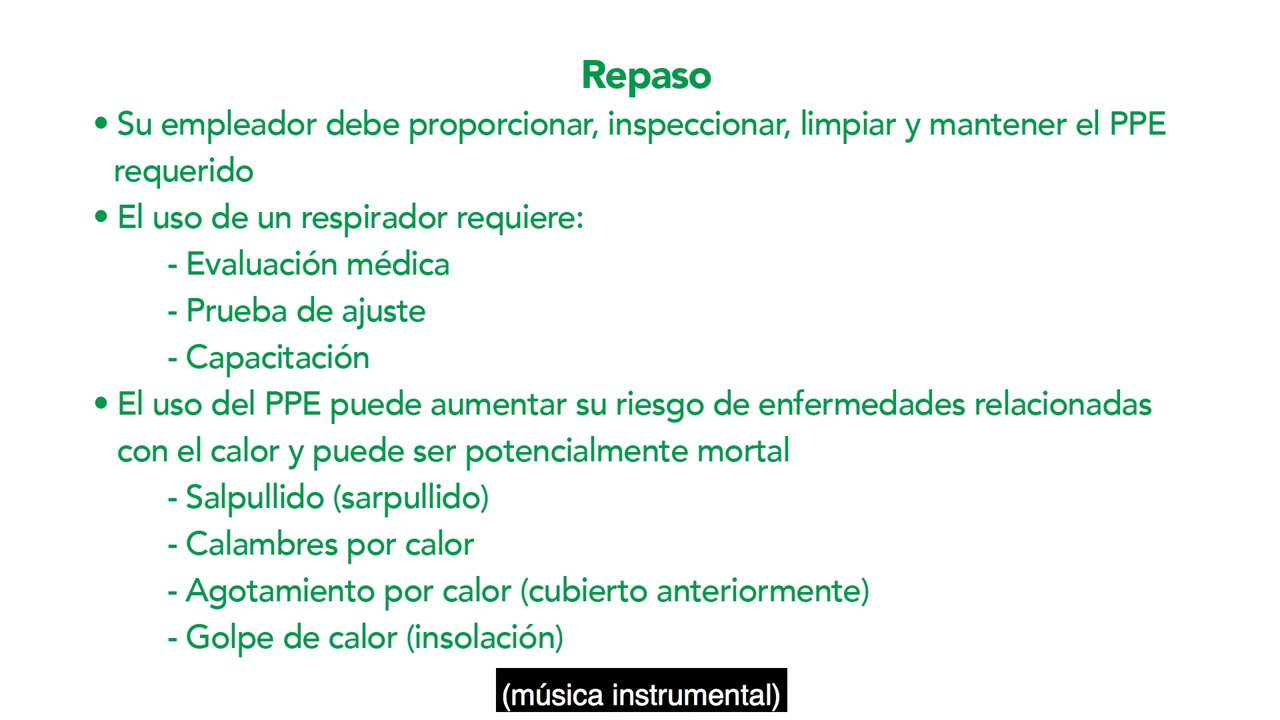 Repaso
• Su empleador debe proporcionar, inspeccionar, limpiar y mantener el PPE
requerido
• El uso de un respirador requiere:
- Evaluación médica
- Prueba de ajuste
- Capacitación
• El uso del PPE puede aumentar su riesgo de enfermedades relacionadas
con el calor y puede ser potencialmente mortal
- Salpullido (sarpullido)
- Calambres por calor
- Agotamiento por calor (cubierto anteriormente)
- Golpe de calor (insolación)
(música instrumental)